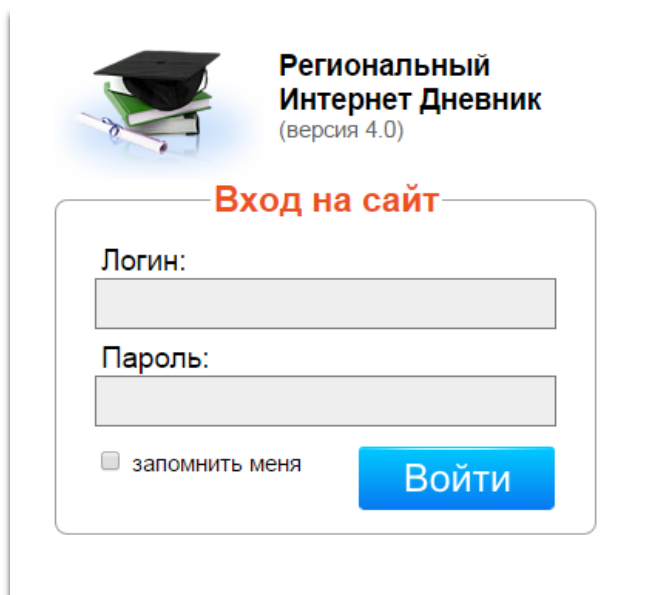 Региональный
Интернет Дневник
(версия 4.0)
Вход на сайт
Логин:
Пароль:
запомнить меня
Войти